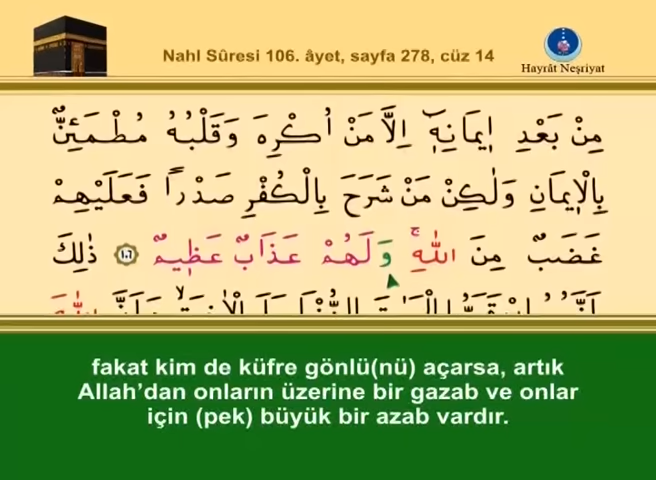 Nahl Sûresi 106. âyet, sayfa 278, cüz 14
Hayrât Neşriyat
مِنْ بَعْدِ ا۪يمَانِه۪ٓ اِلَّا مَنْ اُكْرِهَ وَقَلْبُهُ مُطْمَئِنٌّ
بِالْا۪يمَانِ وَلٰكِنْ مَنْ شَرَحَ بِالْكُفْرِ صَدْرًا فَعَلَيْهِمْ
غَضَبٌ مِنَ اللّٰهِۚ وَلَهُمْ عَذَابٌ عَظ۪يمٌ ١٠٦ ذٰلِكَ
fakat kim de küfre gönlü(nü) açarsa, artık
Allah’dan onların üzerine bir gazab ve onlar
için (pek) büyük bir azab vardır.